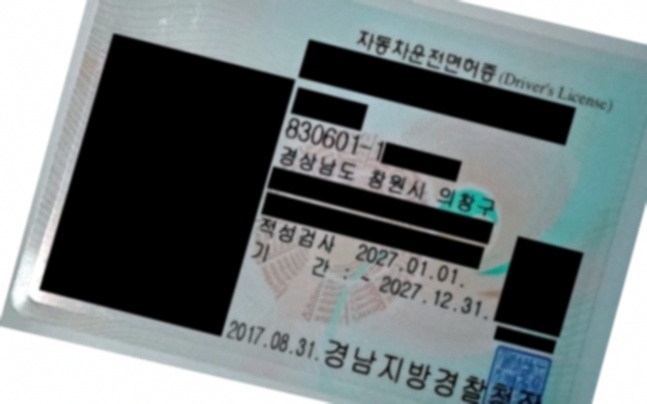 자동차운전면허증 (Driver's License)
830601-1
경상남도 창원시 의창구
적성검사 2027.01.01.
기 간 : ~ 2027.12.31.
2017.08.31. 경남지방경찰청장